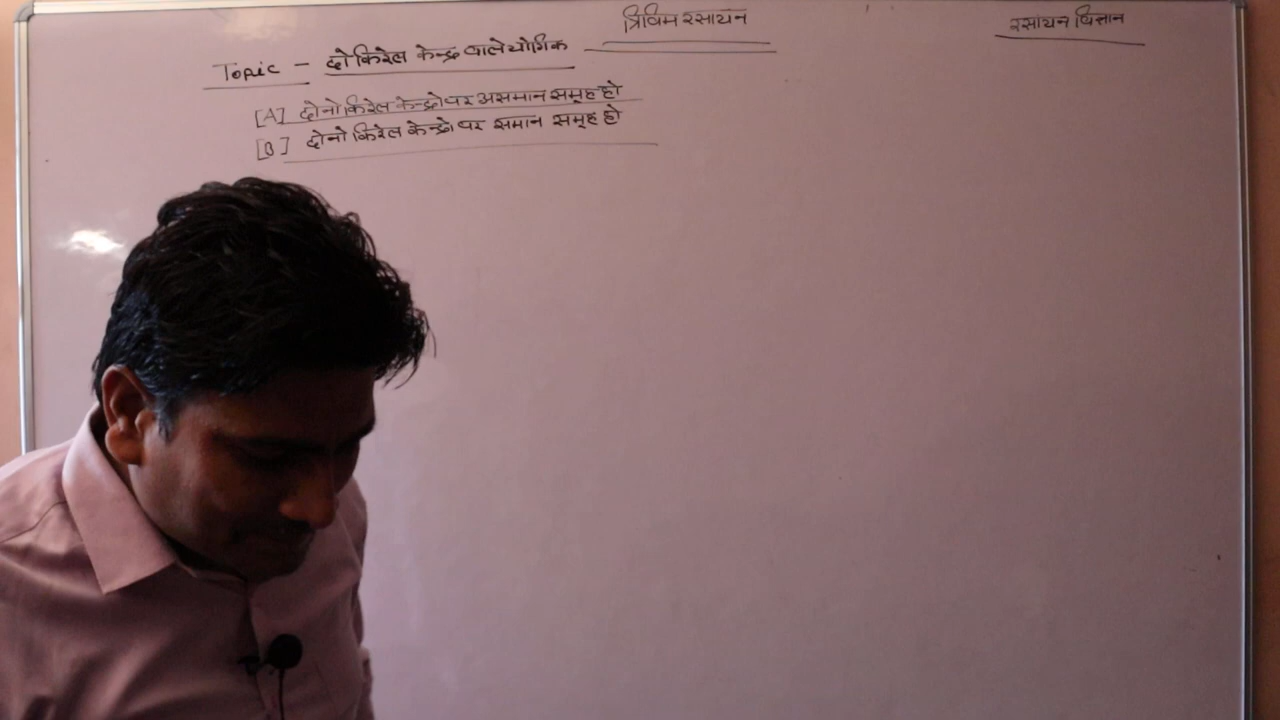 त्रिविम रसायन
रसायन विज्ञान
Topic - दो किरेल केन्द्र वाले यौगिक
[A] दोनो किरेल केन्द्रो पर असमान समूह हो
[B] दोनो किरेल केन्द्रो पर समान समूह हो